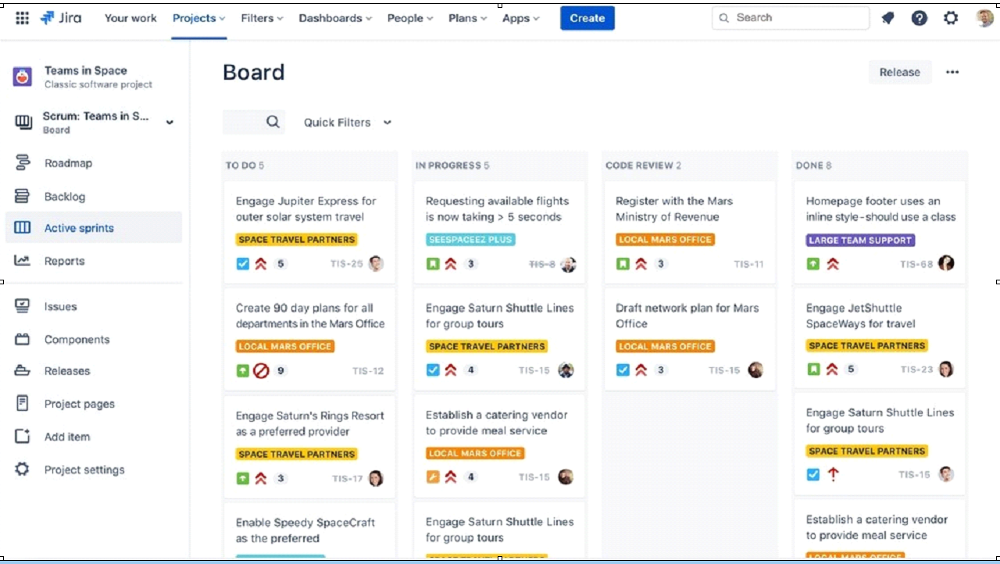 Jira Your work Projects Filters Dashboards People Plans Apps Create Search
Teams in Space
Classic software project
Scrum: Teams in S...
Board
Roadmap
Backlog
Active sprints
Reports
Issues
Components
Releases
Project pages
Add item
Project settings
Board
Release
Quick Filters
TO DO 5
Engage Jupiter Express for
outer solar system travel
SPACE TRAVEL PARTNERS
5 TIS-25
Create 90 day plans for all
departments in the Mars Office
LOCAL MARS OFFICE
9 TIS-12
Engage Saturn's Rings Resort
as a preferred provider
SPACE TRAVEL PARTNERS
3 TIS-17
Enable Speedy SpaceCraft
as the preferred
IN PROGRESS 5
Requesting available flights
is now taking > 5 seconds
SEESPACEEZ PLUS
3 TIS-8
Engage Saturn Shuttle Lines
for group tours
SPACE TRAVEL PARTNERS
4 TIS-15
Establish a catering vendor
to provide meal service
LOCAL MARS OFFICE
4 TIS-15
Engage Saturn Shuttle Lines
for group tours
SPACE TRAVEL PARTNERS
CODE REVIEW 2
Register with the Mars
Ministry of Revenue
LOCAL MARS OFFICE
3 TIS-11
Draft network plan for Mars
Office
LOCAL MARS OFFICE
3 TIS-15
DONE 8
Homepage footer uses an
inline style-should use a class
LARGE TEAM SUPPORT
TIS-68
Engage JetShuttle
SpaceWays for travel
SPACE TRAVEL PARTNERS
5 TIS-23
Engage Saturn Shuttle Lines
for group tours
SPACE TRAVEL PARTNERS
TIS-15
Establish a catering vendor
to provide meal service
LOCAL MARS OFFICE